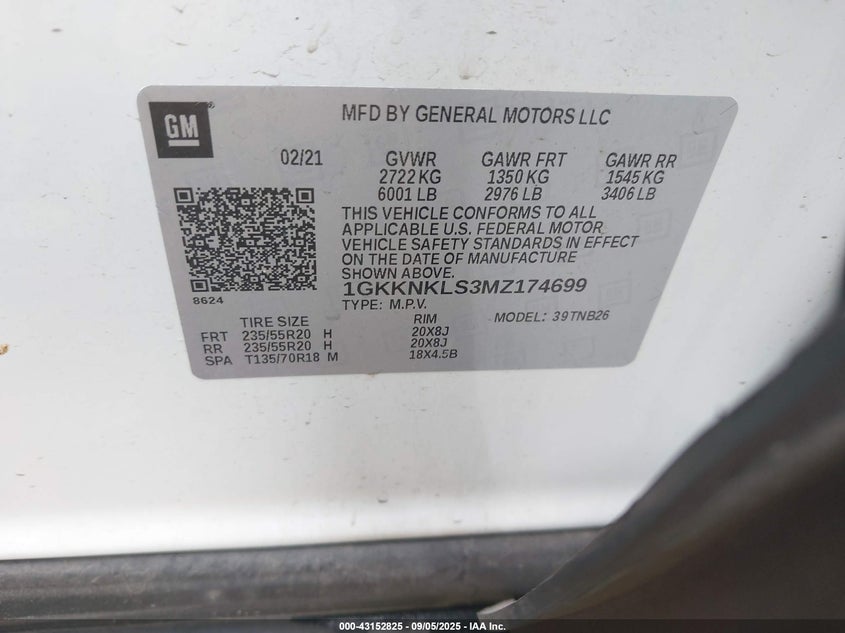 GM
MFD BY GENERAL MOTORS LLC
02/21 GVWR GAWR FRT GAWR RR
2722 KG 1350 KG 1545 KG
6001 LB 2976 LB 3406 LB
THIS VEHICLE CONFORMS TO ALL
APPLICABLE U.S. FEDERAL MOTOR
VEHICLE SAFETY STANDARDS IN EFFECT
ON THE DATE OF MANUFACTURE
SHOWN ABOVE.
8624
1GKKNKLS3MZ174699
TYPE: M.P.V.
TIRE SIZE RIM MODEL: 39TNB26
FRT 235/55R20 H 20X8J
RR 235/55R20 H 20X8J
SPA T135/70R18 M 18X4.5B
000-43152825 - 09/05/2025 - IAA Inc.